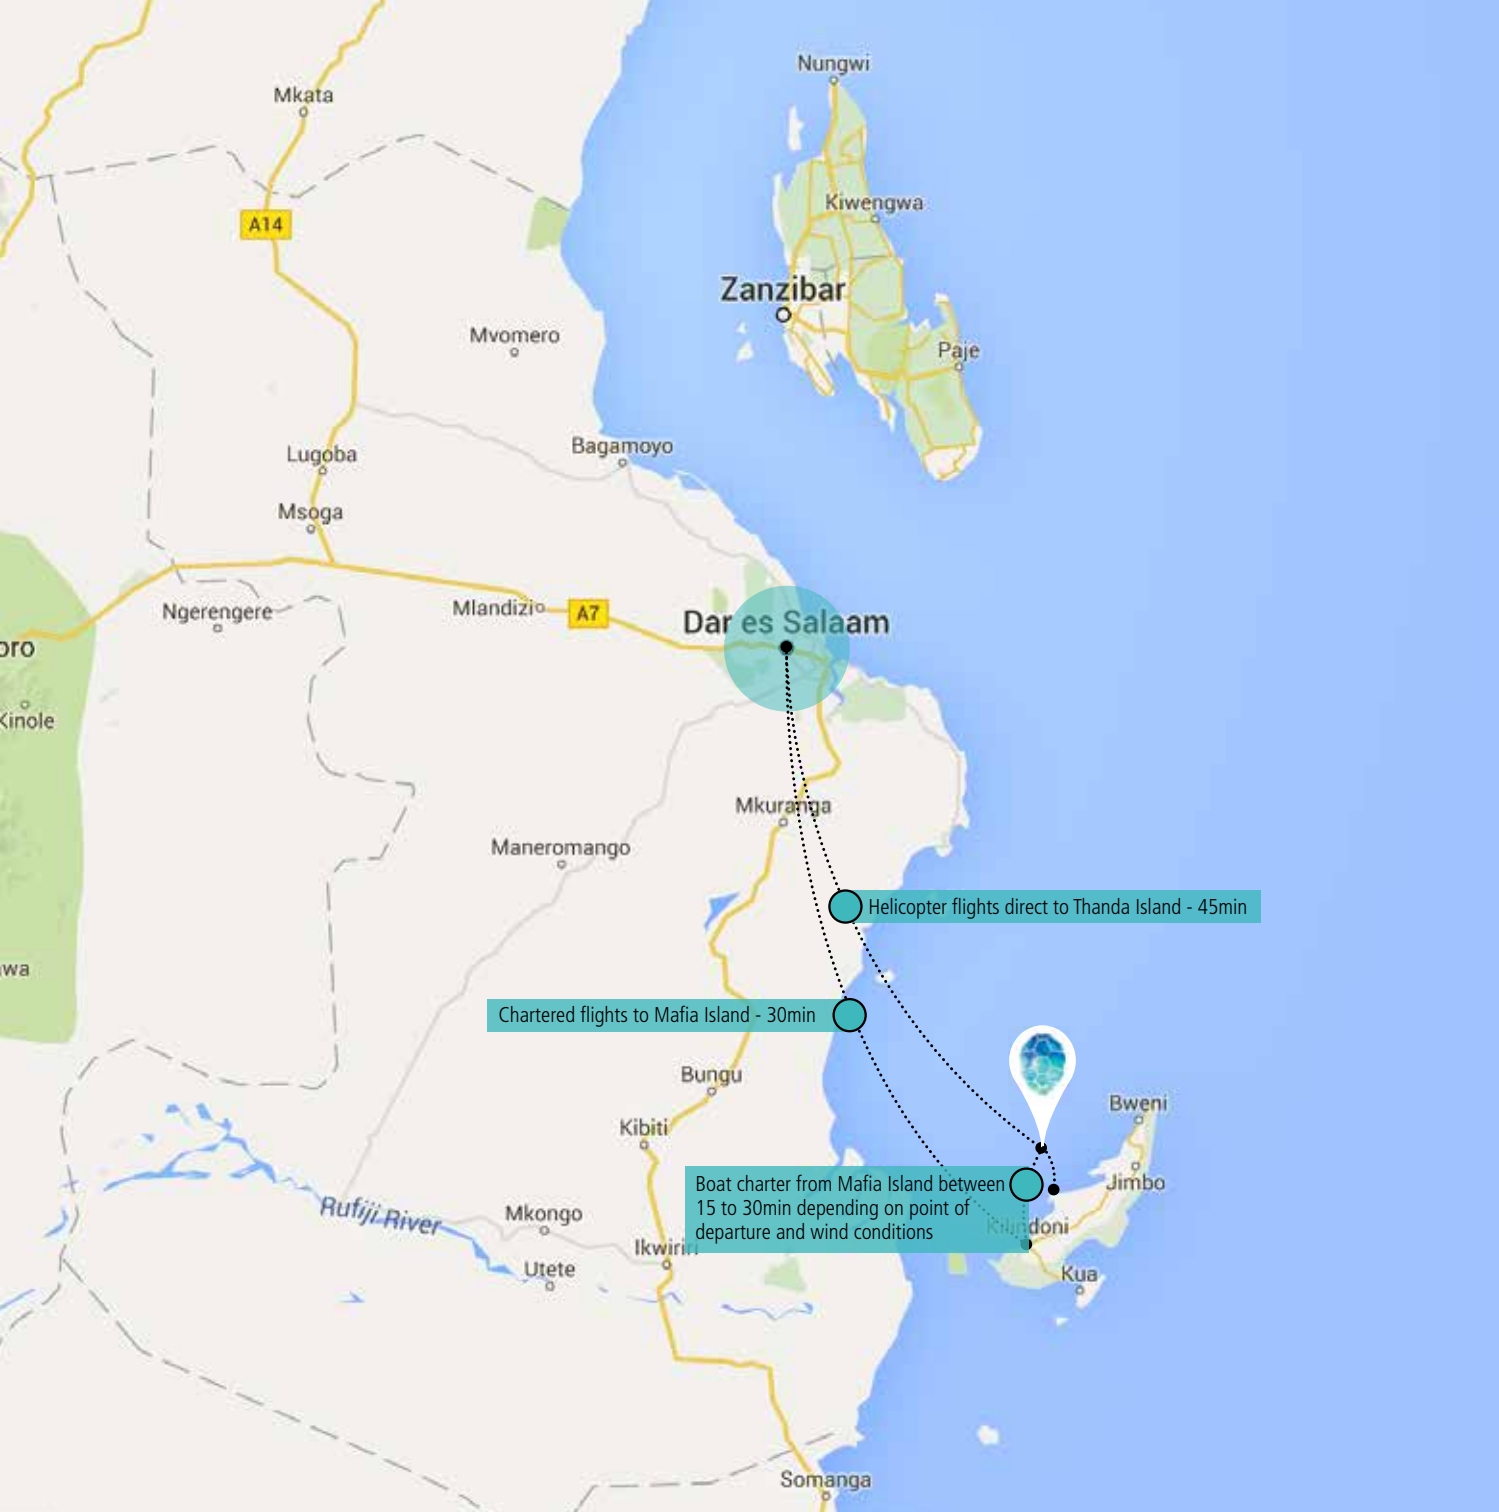 Nungwi
Mkata
Kiwengwa
A14
Zanzibar
Mvomero
Paje
Bagamoyo
Lugoba
Msoga
Ngerengere
Mlandizi
A7
Dar es Salaam
oro
Kinole
Mkuranga
Maneromango
Helicopter flights direct to Thanda Island - 45min
wa
Chartered flights to Mafia Island - 30min
Bungu
Bweni
Kibiti
Boat charter from Mafia Island between
15 to 30min depending on point of
departure and wind conditions
Jimbo
Rufiji River
Mkongo
Kilindoni
Ikwiriri
Utete
Kua
Somanga